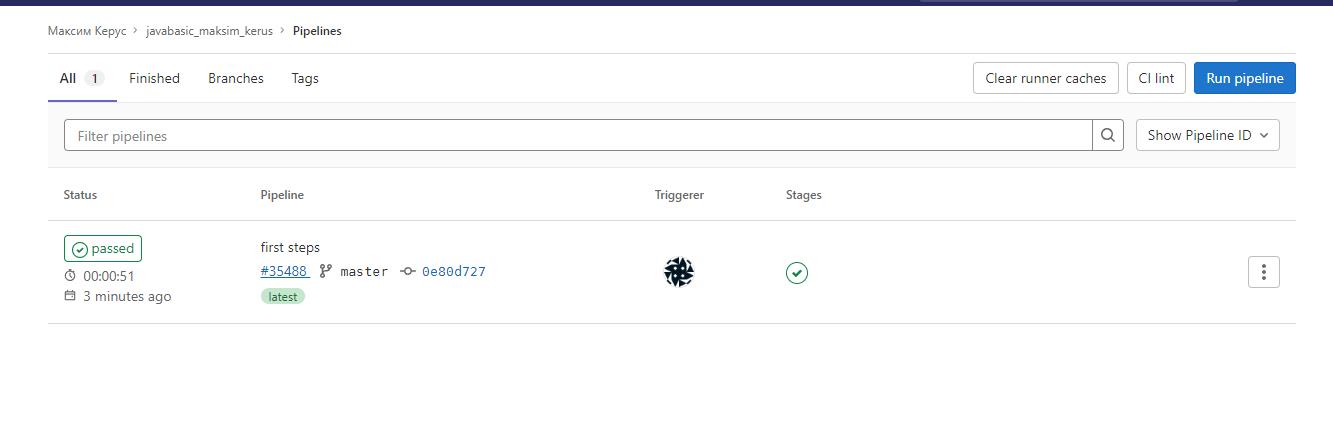 Максим Керус > javabasic_maksim_kerus > Pipelines
All 1 Finished Branches Tags Clear runner caches CI lint Run pipeline
Filter pipelines Show Pipeline ID
Status Pipeline Triggerer Stages
passed first steps
00:00:51 #35488 master 0e80d727
3 minutes ago latest